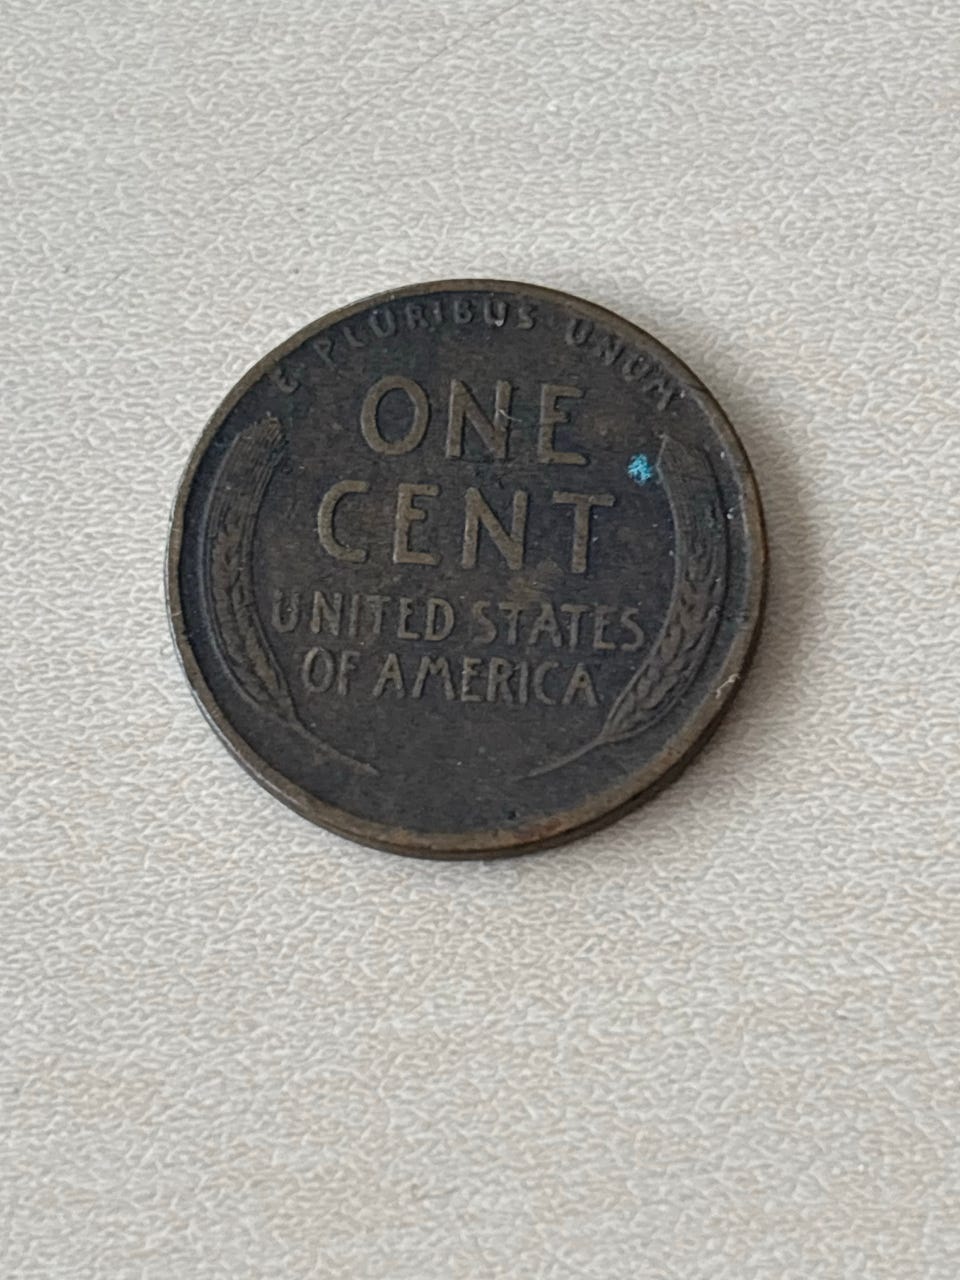 E PLURIBUS UNUM
ONE
CENT
UNITED STATES
OF AMERICA